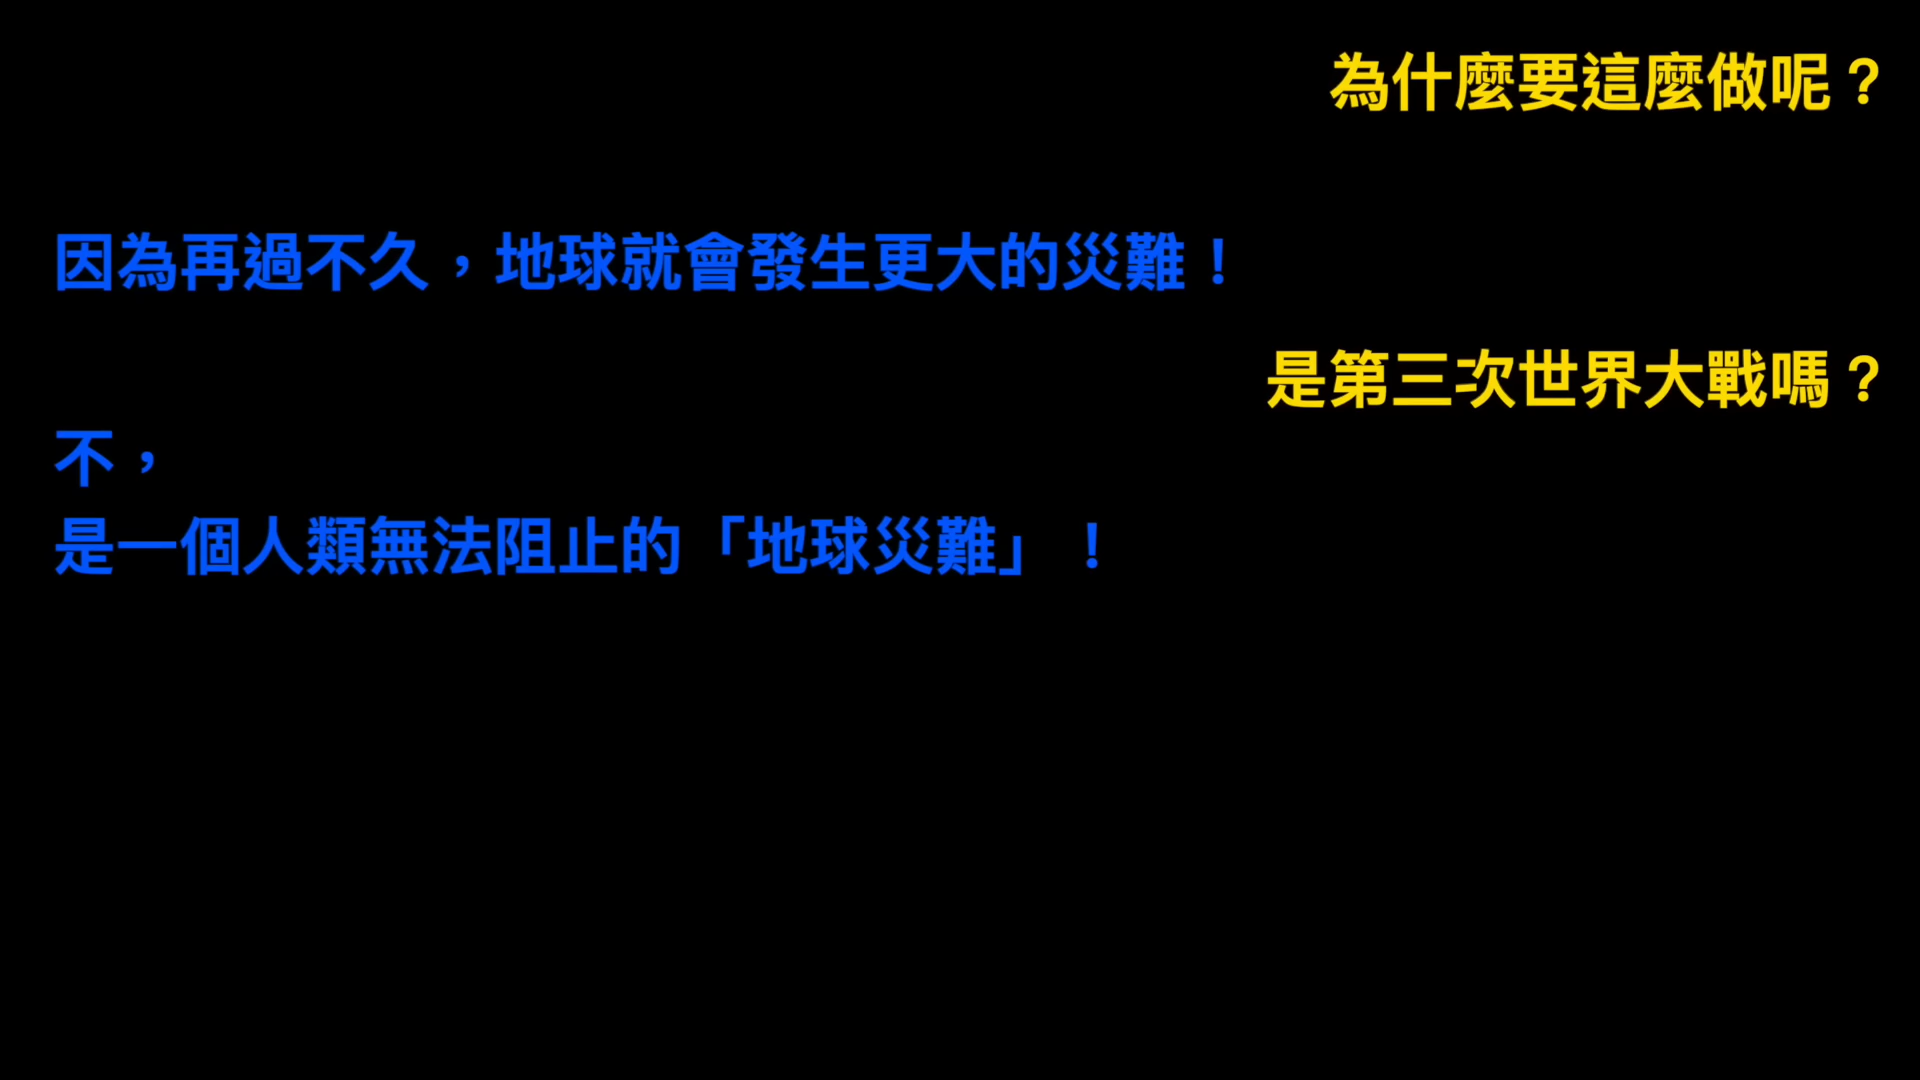 為什麼要這麼做呢？
因為再過不久，地球就會發生更大的災難！
是第三次世界大戰嗎？
不，
是一個人類無法阻止的「地球災難」！